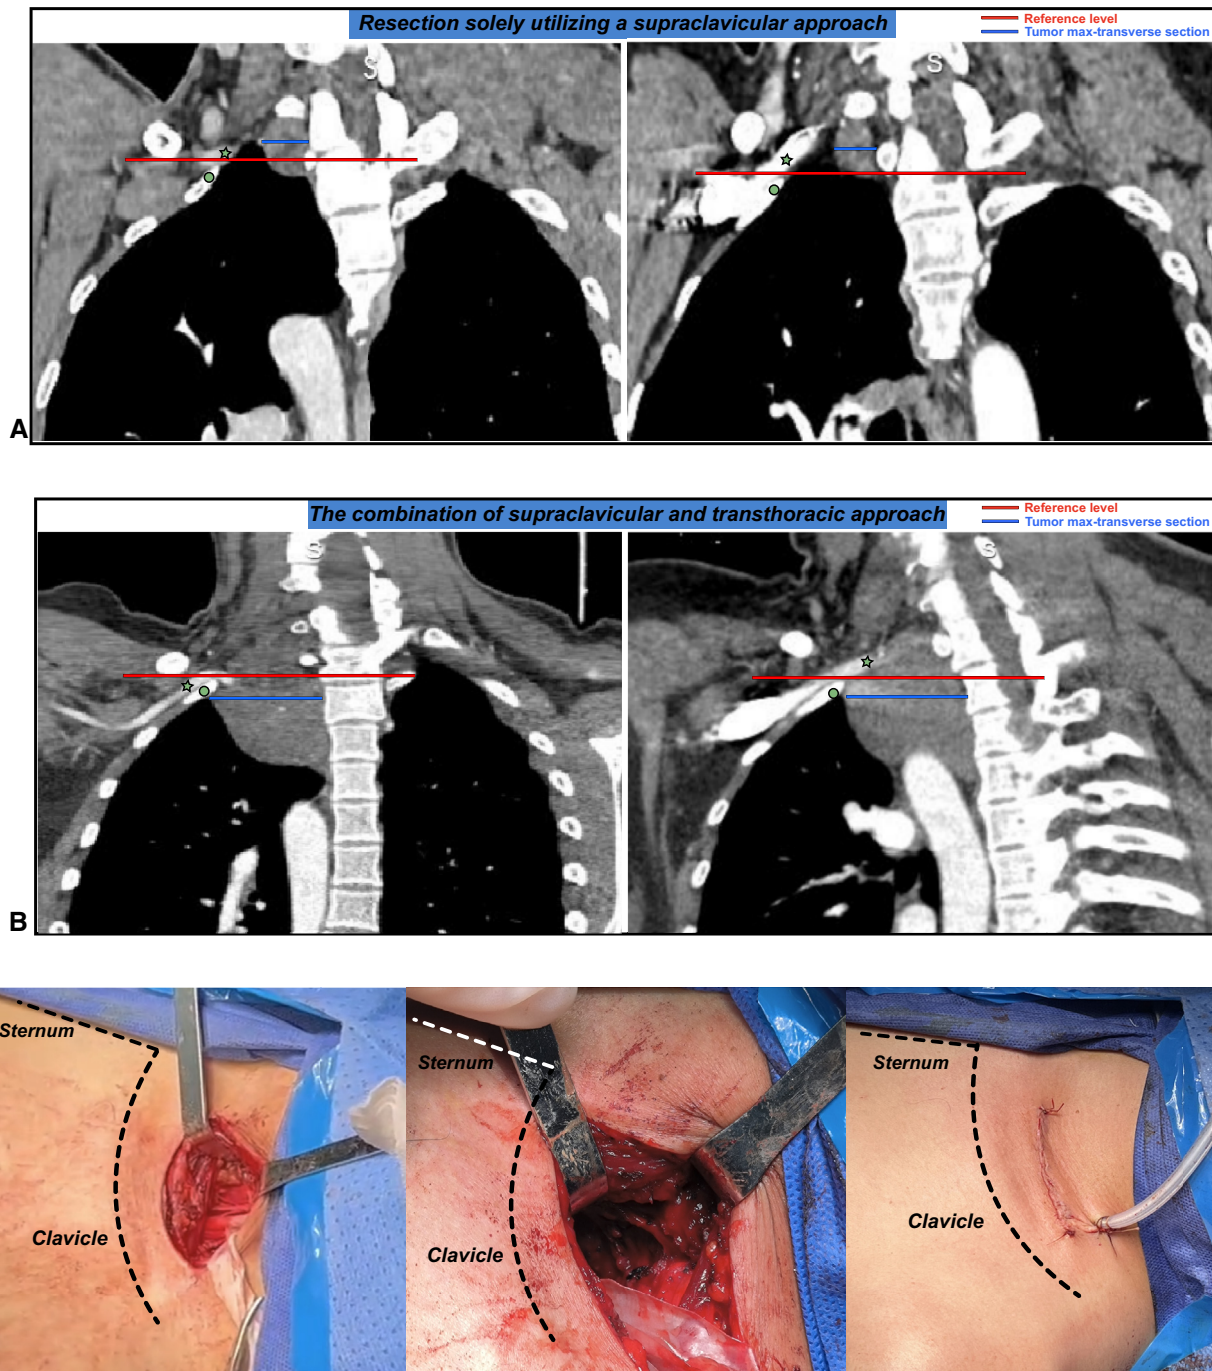 Resection solely utilizing a supraclavicular approach
Reference level
Tumor max-transverse section
S
S
A
The combination of supraclavicular and transthoracic approach
Reference level
Tumor max-transverse section
S
S
B
Sternum
Clavicle
Sternum
Clavicle
Sternum
Clavicle